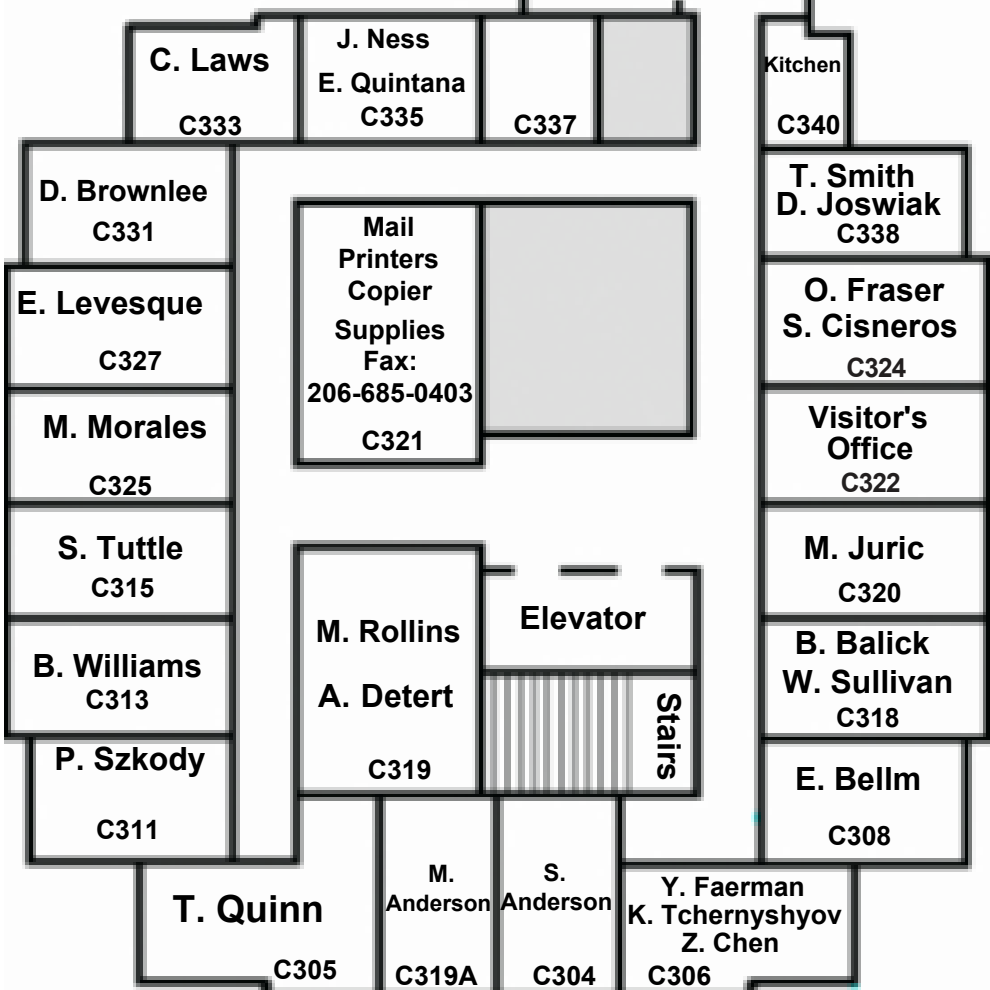 C. Laws
C333
J. Ness
E. Quintana
C335
C337
Kitchen
C340
D. Brownlee
C331
Mail
Printers
Copier
Supplies
Fax:
206-685-0403
C321
T. Smith
D. Joswiak
C338
E. Levesque
C327
O. Fraser
S. Cisneros
C324
M. Morales
C325
Visitor's
Office
C322
S. Tuttle
C315
M. Rollins
A. Detert
C319
Elevator
Stairs
M. Juric
C320
B. Williams
C313
B. Balick
W. Sullivan
C318
P. Szkody
C311
E. Bellm
C308
T. Quinn
C305
M.
Anderson
C319A
S.
Anderson
C304
Y. Faerman
K. Tchernyshyov
Z. Chen
C306